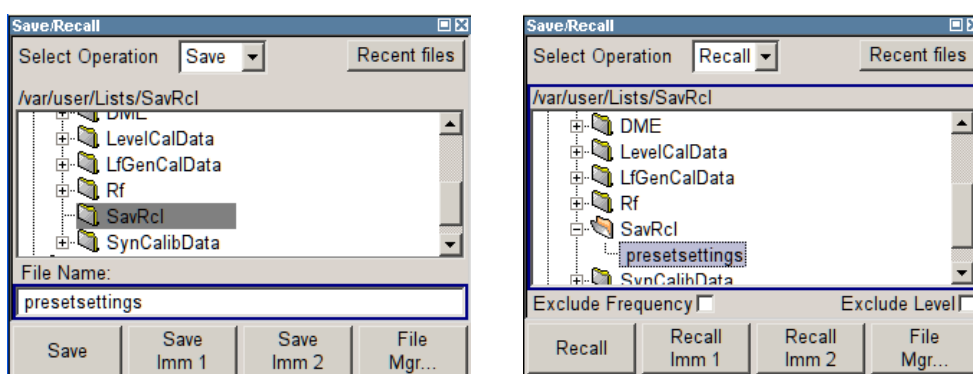 Save/Recall
Select Operation Save Recent files
/var/user/Lists/SavRcl
DME
LevelCalData
LfGenCalData
Rf
SavRcl
SynCalibData
File Name:
presetsettings
Save
Save Imm 1
Save Imm 2
File Mgr...
Save/Recall
Select Operation Recall Recent files
/var/user/Lists/SavRcl
DME
LevelCalData
LfGenCalData
Rf
SavRcl
presetsettings
SynCalibData
Exclude Frequency Exclude Level
Recall
Recall Imm 1
Recall Imm 2
File Mgr...